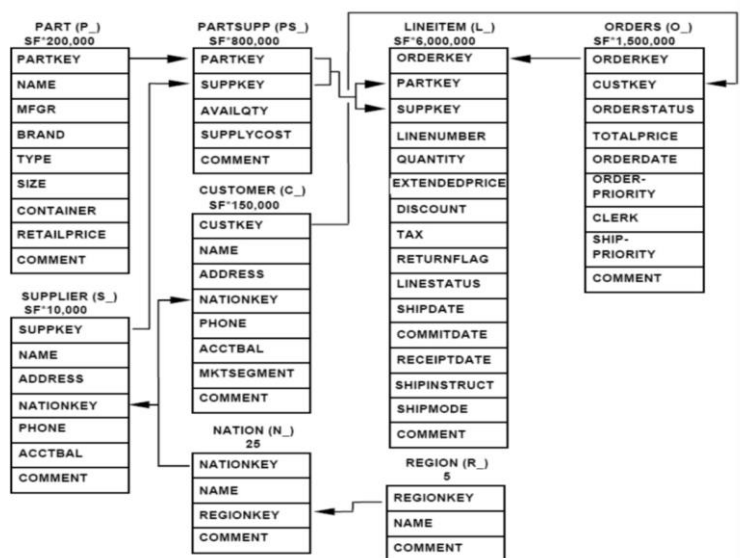 PART (P_)
SF*200,000
PARTKEY
NAME
MFGR
BRAND
TYPE
SIZE
CONTAINER
RETAILPRICE
COMMENT
SUPPLIER (S_)
SF*10,000
SUPPKEY
NAME
ADDRESS
NATIONKEY
PHONE
ACCTBAL
COMMENT
PARTSUPP (PS_)
SF*800,000
PARTKEY
SUPPKEY
AVAILQTY
SUPPLYCOST
COMMENT
CUSTOMER (C_)
SF*150,000
CUSTKEY
NAME
ADDRESS
NATIONKEY
PHONE
ACCTBAL
MKTSEGMENT
COMMENT
NATION (N_)
25
NATIONKEY
NAME
REGIONKEY
COMMENT
LINEITEM (L_)
SF*6,000,000
ORDERKEY
PARTKEY
SUPPKEY
LINENUMBER
QUANTITY
EXTENDEDPRICE
DISCOUNT
TAX
RETURNFLAG
LINESTATUS
SHIPDATE
COMMITDATE
RECEIPTDATE
SHIPINSTRUCT
SHIPMODE
COMMENT
REGION (R_)
5
REGIONKEY
NAME
COMMENT
ORDERS (O_)
SF*1,500,000
ORDERKEY
CUSTKEY
ORDERSTATUS
TOTALPRICE
ORDERDATE
ORDER-
PRIORITY
CLERK
SHIP-
PRIORITY
COMMENT